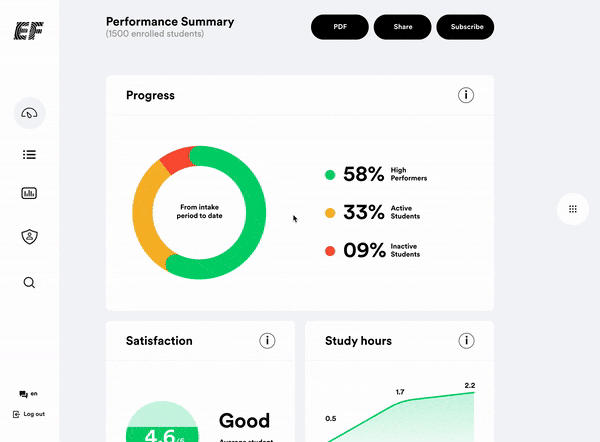 EF
Performance Summary
(1500 enrolled students)
PDF
Share
Subscribe
Progress
i
From intake
period to date
58%
High
Performers
33%
Active
Students
09%
Inactive
Students
Satisfaction
i
Study hours
i
4.6/5
Good
Average student
0.5
1.7
2.2
en
Log out